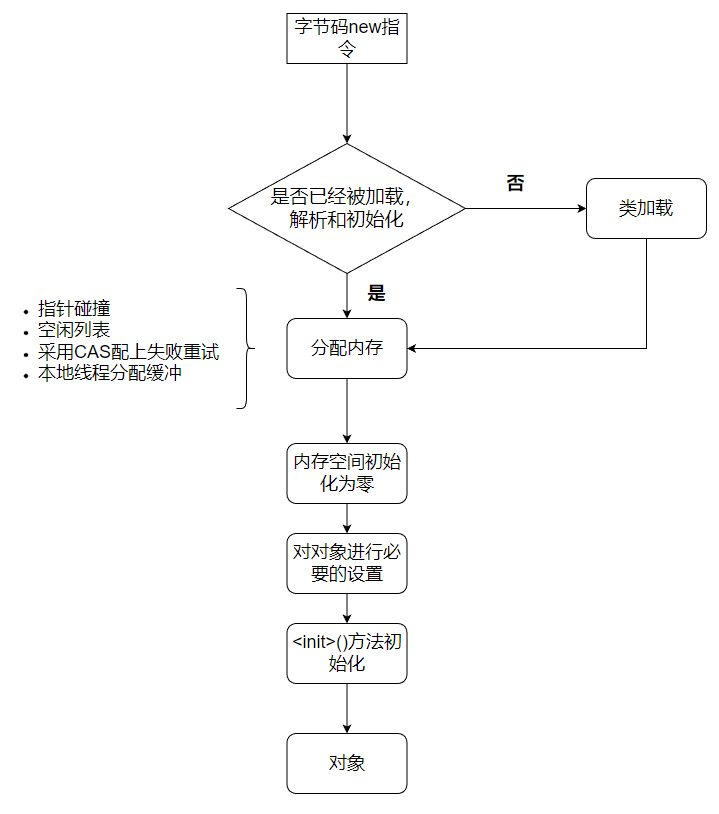 字节码new指
令
是否已经被加载，
解析和初始化
否
类加载
是
指针碰撞
空闲列表
采用CAS配上失败重试
本地线程分配缓冲
分配内存
内存空间初始
化为零
对对象进行必
要的设置
<init>()方法初
始化
对象